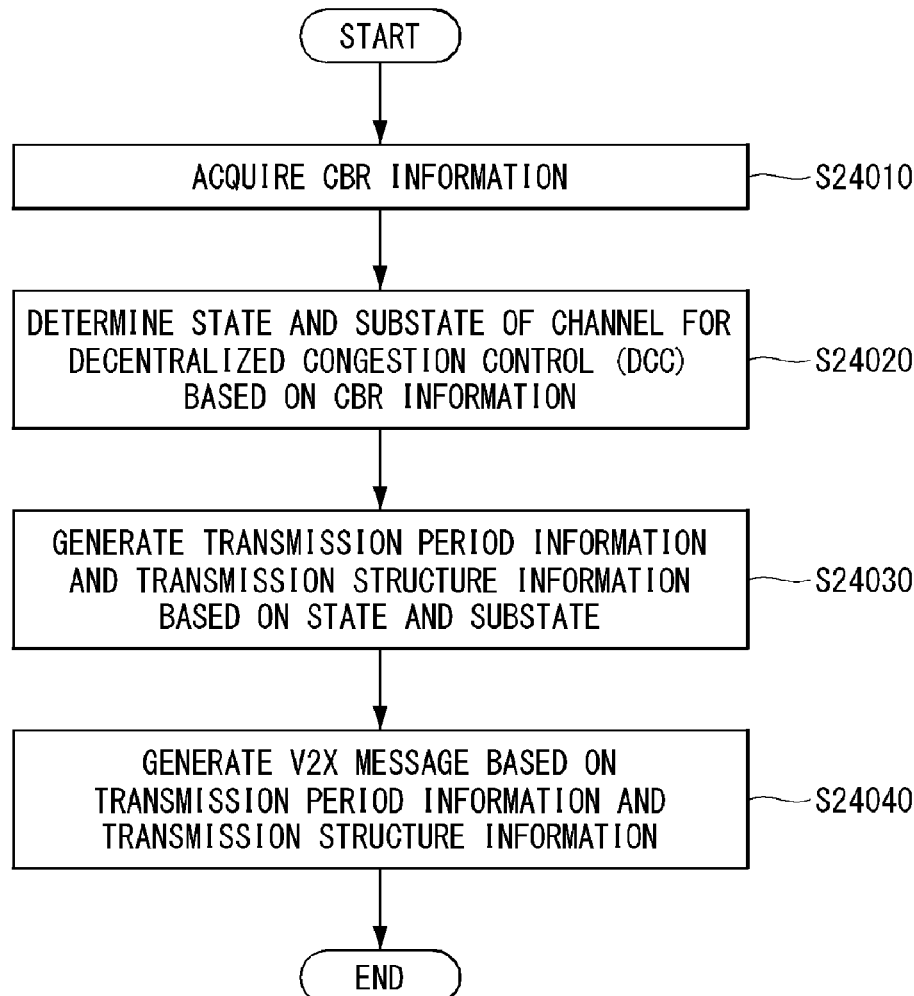 START
ACQUIRE CBR INFORMATION
S24010
DETERMINE STATE AND SUBSTATE OF CHANNEL FOR
DECENTRALIZED CONGESTION CONTROL (DCC)
BASED ON CBR INFORMATION
S24020
GENERATE TRANSMISSION PERIOD INFORMATION
AND TRANSMISSION STRUCTURE INFORMATION
BASED ON STATE AND SUBSTATE
S24030
GENERATE V2X MESSAGE BASED ON
TRANSMISSION PERIOD INFORMATION AND
TRANSMISSION STRUCTURE INFORMATION
S24040
END